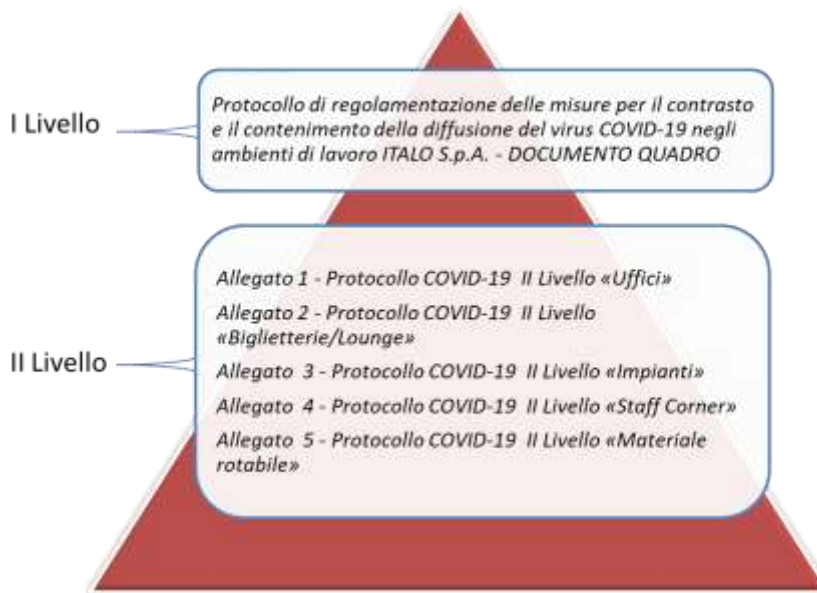 I Livello
Protocollo di regolamentazione delle misure per il contrasto
e il contenimento della diffusione del virus COVID-19 negli
ambienti di lavoro ITALO S.p.A. - DOCUMENTO QUADRO
II Livello
Allegato 1 - Protocollo COVID-19 II Livello «Uffici»
Allegato 2 - Protocollo COVID-19 II Livello
«Biglietterie/Lounge»
Allegato 3 - Protocollo COVID-19 II Livello «Impianti»
Allegato 4 - Protocollo COVID-19 II Livello «Staff Corner»
Allegato 5 - Protocollo COVID-19 II Livello «Materiale
rotabile»